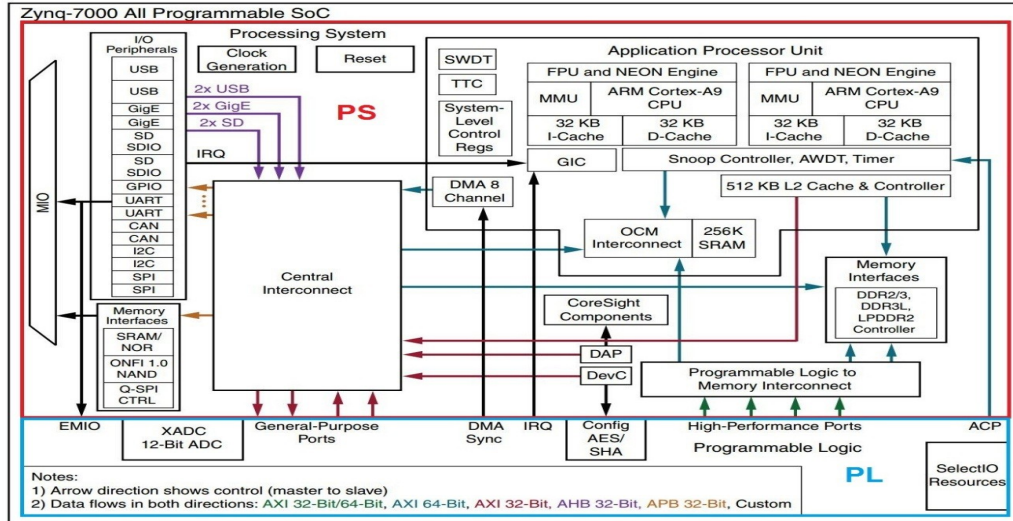 Zynq-7000 All Programmable SoC
I/O
Peripherals
USB
USB
GigE
GigE
SD
SDIO
SD
SDIO
GPIO
UART
UART
CAN
CAN
I2C
I2C
SPI
SPI
MIO
Memory
Interfaces
SRAM/
NOR
ONFI 1.0
NAND
Q-SPI
CTRL
Processing System
Clock
Generation
Reset
2x USB
2x GigE
2x SD
IRQ
PS
Central
Interconnect
SWDT
TTC
System-
Level
Control
Regs
Application Processor Unit
FPU and NEON Engine
MMU
ARM Cortex-A9
CPU
32 KB
I-Cache
32 KB
D-Cache
FPU and NEON Engine
MMU
ARM Cortex-A9
CPU
32 KB
I-Cache
32 KB
D-Cache
GIC
Snoop Controller, AWDT, Timer
DMA 8
Channel
512 KB L2 Cache & Controller
OCM
Interconnect
256K
SRAM
Memory
Interfaces
DDR2/3,
DDR3L,
LPDDR2
Controller
CoreSight
Components
DAP
DevC
Programmable Logic to
Memory Interconnect
EMIO
XADC
12-Bit ADC
General-Purpose
Ports
DMA
Sync
IRQ
Config
AES/
SHA
High-Performance Ports
ACP
Programmable Logic
PL
SelectIO
Resources
Notes:
1) Arrow direction shows control (master to slave)
2) Data flows in both directions: AXI 32-Bit/64-Bit, AXI 64-Bit, AXI 32-Bit, AHB 32-Bit, APB 32-Bit, Custom